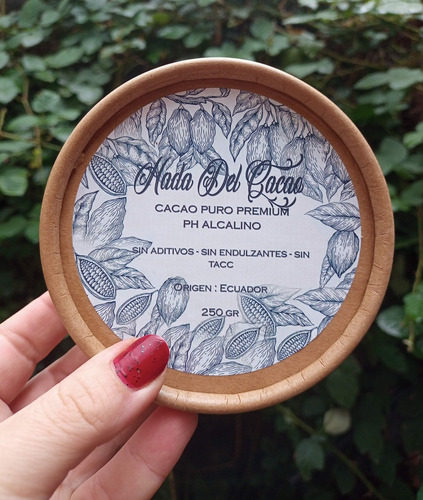 Hada Del Cacao
CACAO PURO PREMIUM
PH ALCALINO
SIN ADITIVOS - SIN ENDULZANTES - SIN
TACC
ORIGEN : ECUADOR
250 GR